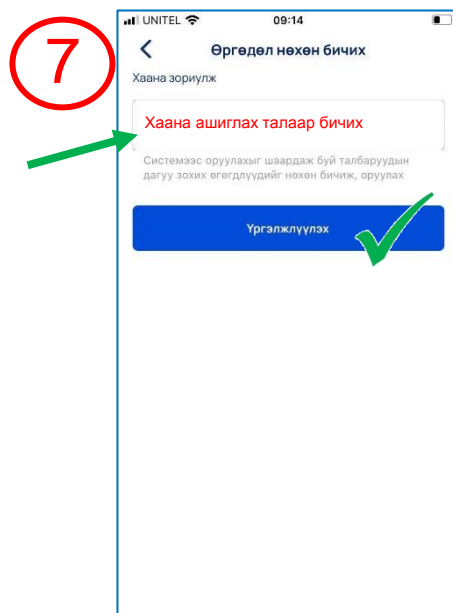 7
UNITEL 09:14
Өргөдөл нөхөн бичих
Хаана зориулж
Хаана ашиглах талаар бичих
Системээс оруулахыг шаардаж буй талбаруудын
дагуу зохих өгөгдлүүдийг нөхөн бичиж, оруулах
Үргэлжлүүлэх